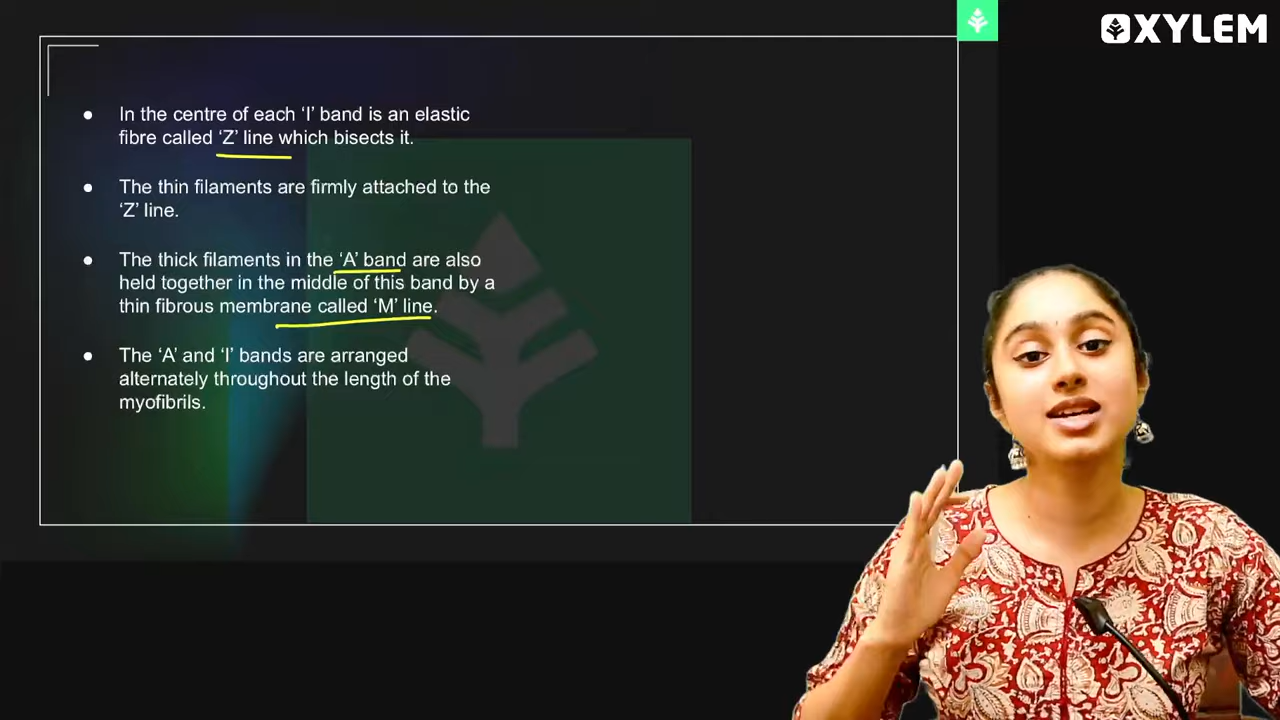 XYLEM
● In the centre of each ‘I’ band is an elastic
fibre called ‘Z’ line which bisects it.
● The thin filaments are firmly attached to the
‘Z’ line.
● The thick filaments in the ‘A’ band are also
held together in the middle of this band by a
thin fibrous membrane called ‘M’ line.
● The ‘A’ and ‘I’ bands are arranged
alternately throughout the length of the
myofibrils.